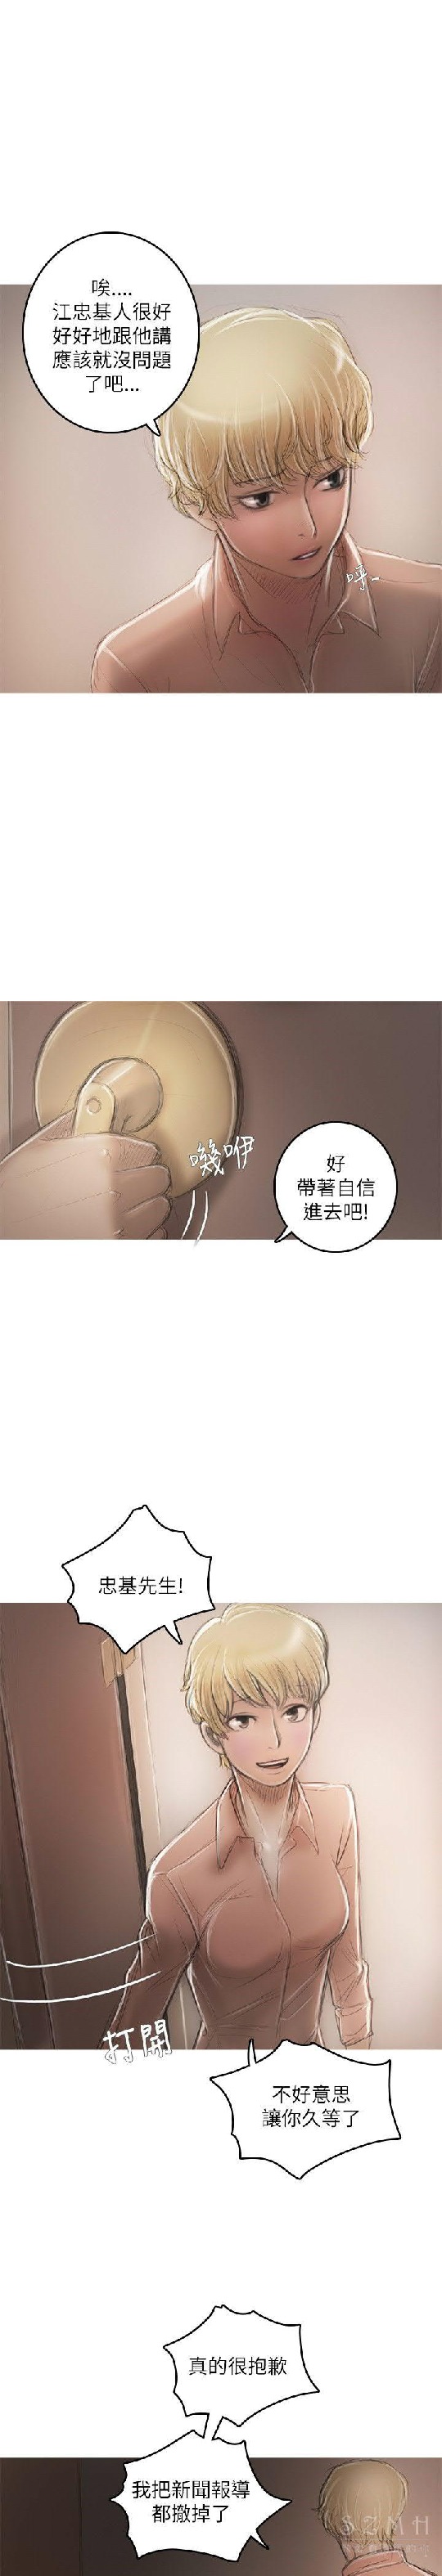 唉....
江忠基人很好
好好地跟他講
應該就沒問題
了吧...
呼~
嘰咿
好
帶著自信
進去吧!
忠基先生!
打開
不好意思
讓你久等了
真的很抱歉
我把新聞報導
都撤掉了
SZMH